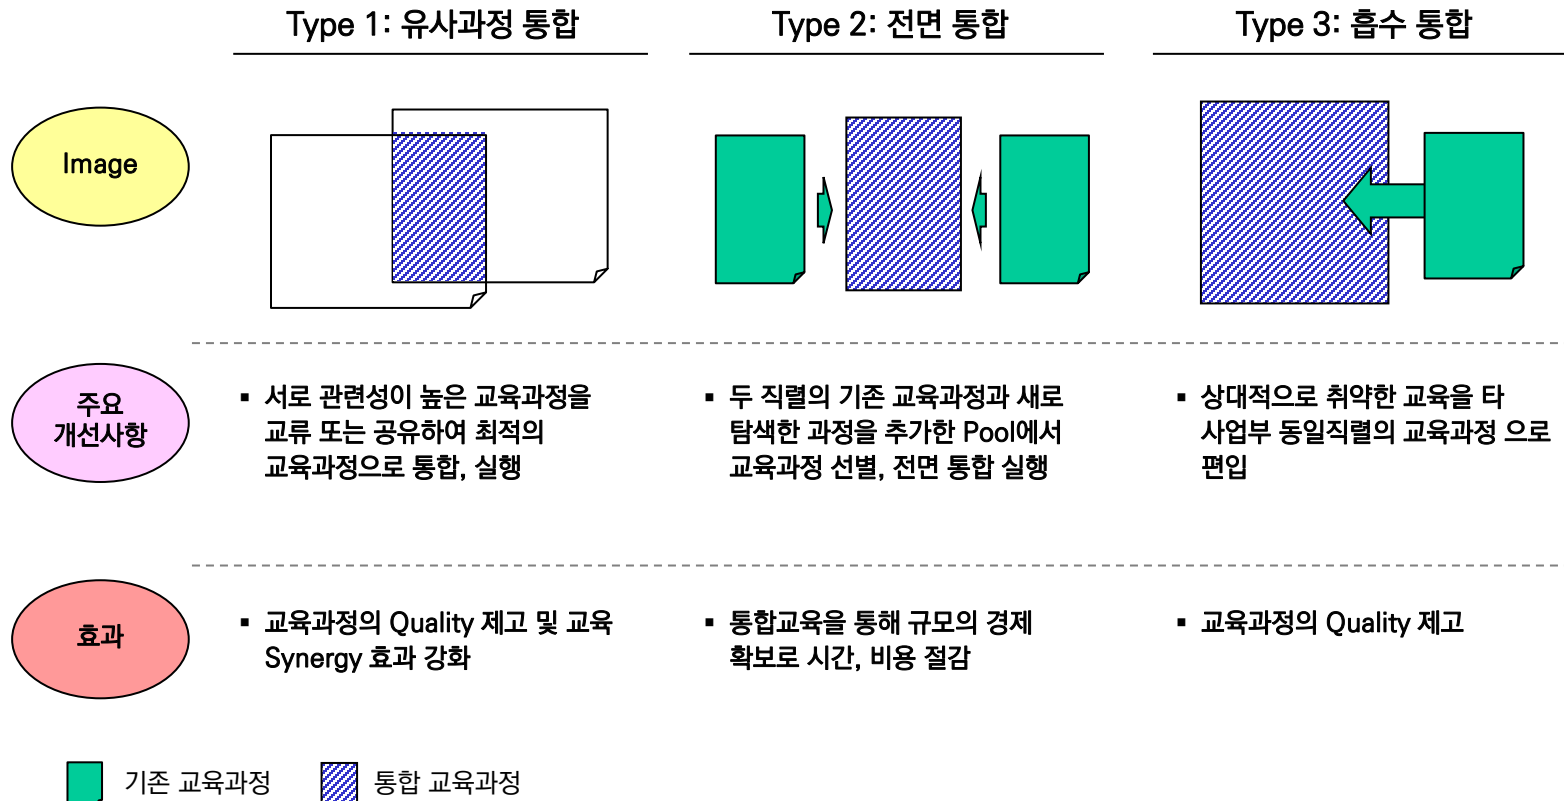 Type 1: 유사과정 통합
Type 2: 전면 통합
Type 3: 흡수 통합
Image
주요
개선사항
▪ 서로 관련성이 높은 교육과정을
교류 또는 공유하여 최적의
교육과정으로 통합, 실행
▪ 두 직렬의 기존 교육과정과 새로
탐색한 과정을 추가한 Pool에서
교육과정 선별, 전면 통합 실행
▪ 상대적으로 취약한 교육을 타
사업부 동일직렬의 교육과정 으로
편입
효과
▪ 교육과정의 Quality 제고 및 교육
Synergy 효과 강화
▪ 통합교육을 통해 규모의 경제
확보로 시간, 비용 절감
▪ 교육과정의 Quality 제고
기존 교육과정
통합 교육과정